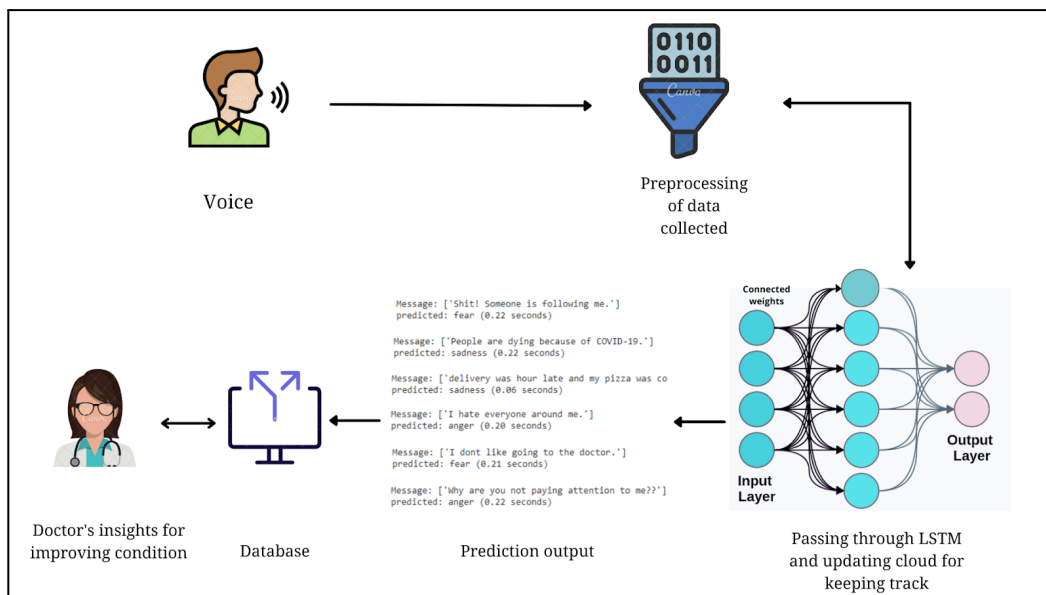 0110
0011
Canva
Voice
Preprocessing
of data
collected
Connected
weights
Input
Layer
Output
Layer
Passing through LSTM
and updating cloud for
keeping track
Message: ['Shit! Someone is following me.']
predicted: fear (0.22 seconds)
Message: ['People are dying because of COVID-19.']
predicted: sadness (0.22 seconds)
Message: ['delivery was hour late and my pizza was co
predicted: sadness (0.06 seconds)
Message: ['I hate everyone around me.']
predicted: anger (0.20 seconds)
Message: ['I dont like going to the doctor.']
predicted: fear (0.21 seconds)
Message: ['Why are you not paying attention to me??']
predicted: anger (0.22 seconds)
Prediction output
Database
Doctor's insights for
improving condition